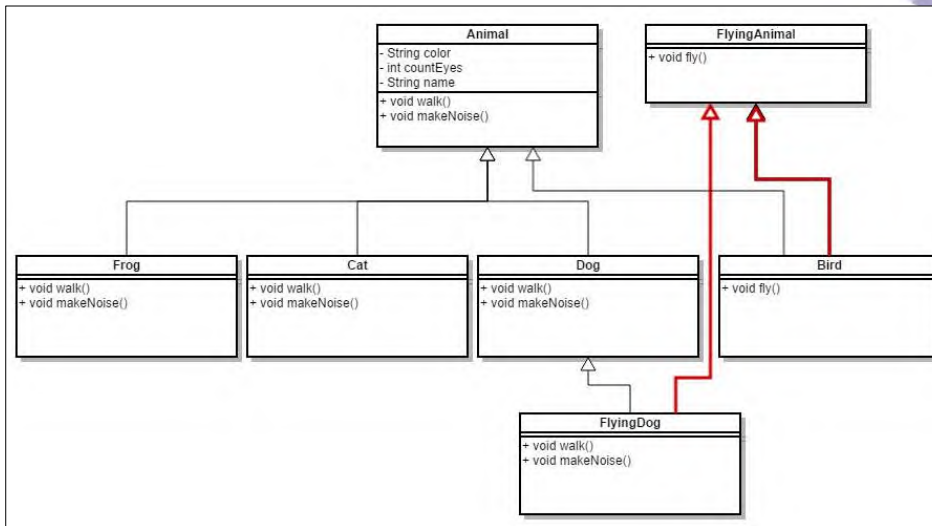 Animal
- String color
- int countEyes
- String name
+ void walk()
+ void makeNoise()
FlyingAnimal
+ void fly()
Frog
+ void walk()
+ void makeNoise()
Cat
+ void walk()
+ void makeNoise()
Dog
+ void walk()
+ void makeNoise()
Bird
+ void fly()
FlyingDog
+ void walk()
+ void makeNoise()